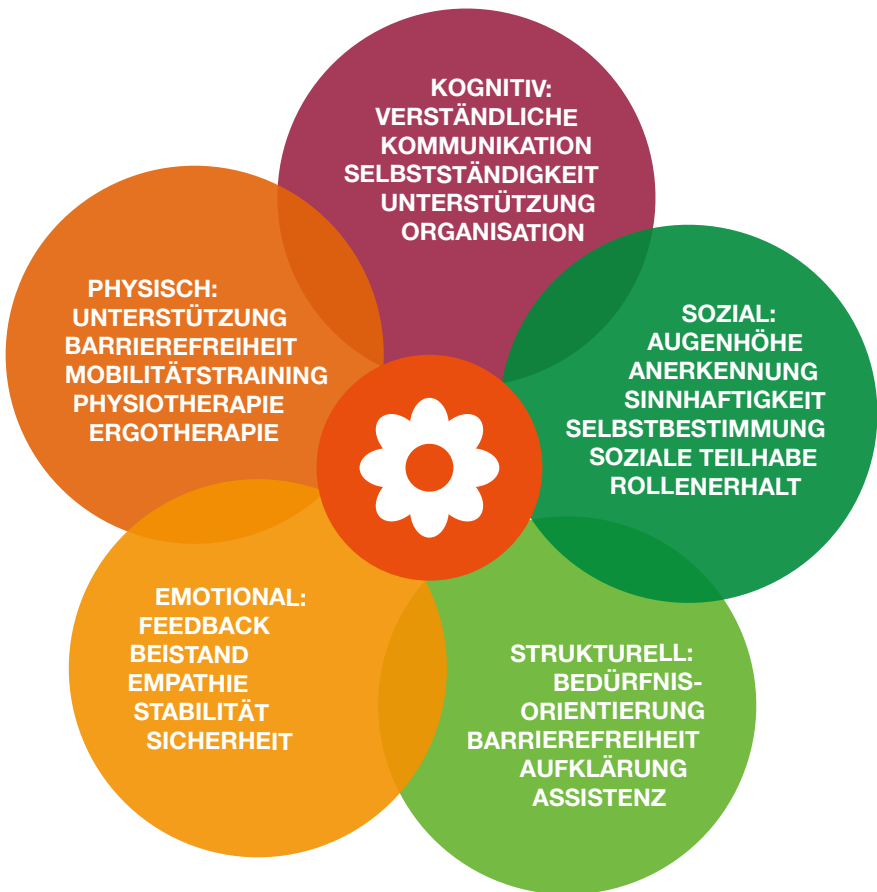 KOGNITIV:
VERSTÄNDLICHE
KOMMUNIKATION
SELBSTSTÄNDIGKEIT
UNTERSTÜTZUNG
ORGANISATION
PHYSISCH:
UNTERSTÜTZUNG
BARRIEREFREIHEIT
MOBILITÄTSTRAINING
PHYSIOTHERAPIE
ERGOTHERAPIE
SOZIAL:
AUGENHÖHE
ANERKENNUNG
SINNHAFTIGKEIT
SELBSTBESTIMMUNG
SOZIALE TEILHABE
ROLLENERHALT
EMOTIONAL:
FEEDBACK
BEISTAND
EMPATHIE
STABILITÄT
SICHERHEIT
STRUKTURELL:
BEDÜRFNIS-
ORIENTIERUNG
BARRIEREFREIHEIT
AUFKLÄRUNG
ASSISTENZ